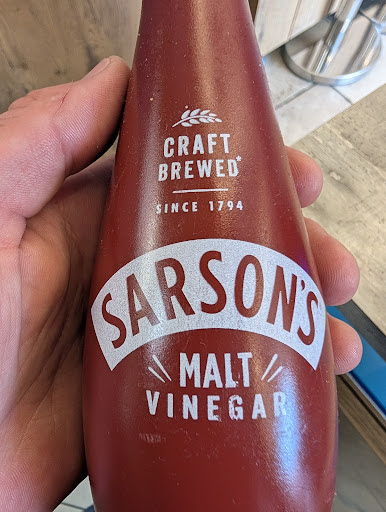 CRAFT
BREWED*
SINCE 1794
SARSON'S
MALT
VINEGAR